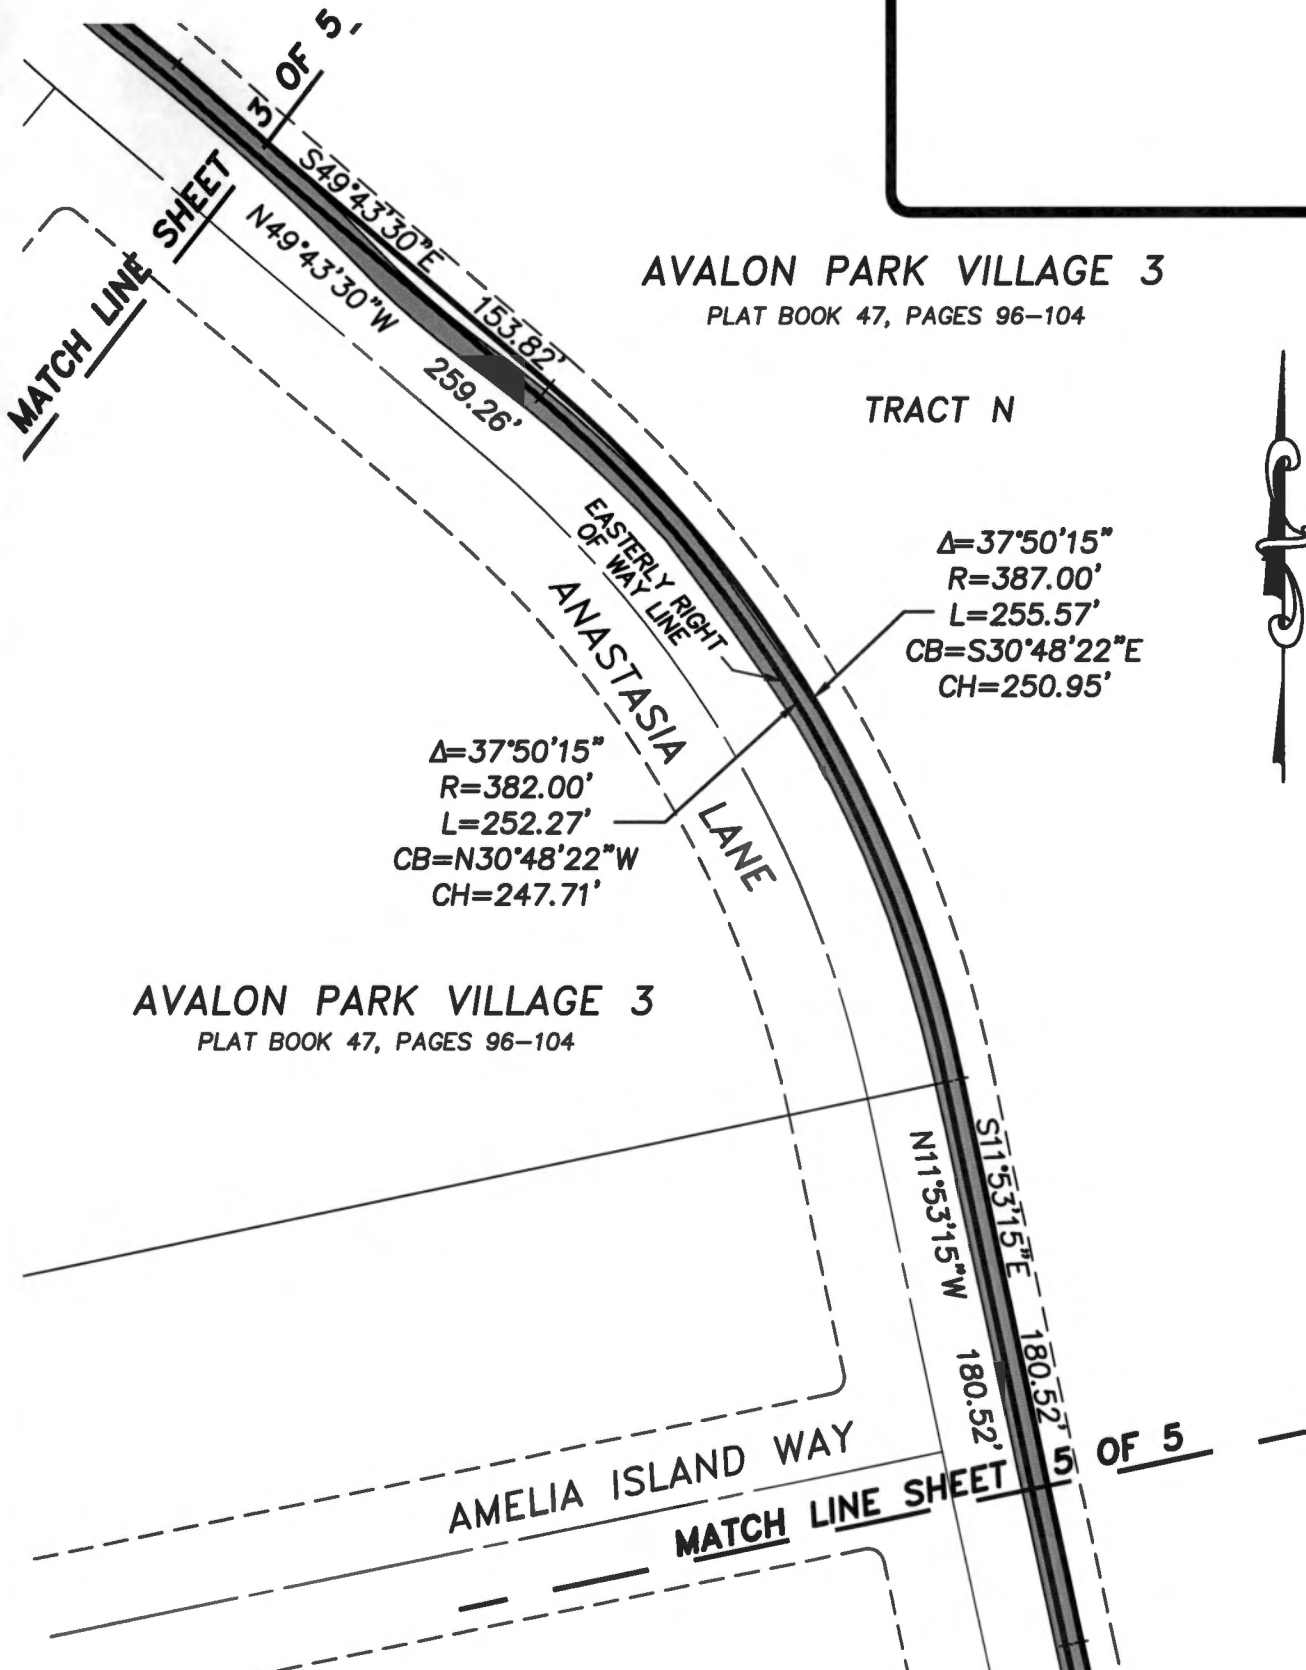 MATCH LINE SHEET 3 OF 5,
S49°43'30"E
153.82'
N49°43'30"W
259.26'
AVALON PARK VILLAGE 3
PLAT BOOK 47, PAGES 96-104
TRACT N
EASTERLY RIGHT
OF WAY LINE
ANASTASIA LANE
Δ=37°50'15"
R=387.00'
L=255.57'
CB=S30°48'22"E
CH=250.95'
Δ=37°50'15"
R=382.00'
L=252.27'
CB=N30°48'22"W
CH=247.71'
AVALON PARK VILLAGE 3
PLAT BOOK 47, PAGES 96-104
N11°53'15"W
180.52'
S11°53'15"E
180.52'
AMELIA ISLAND WAY
MATCH LINE SHEET 5 OF 5